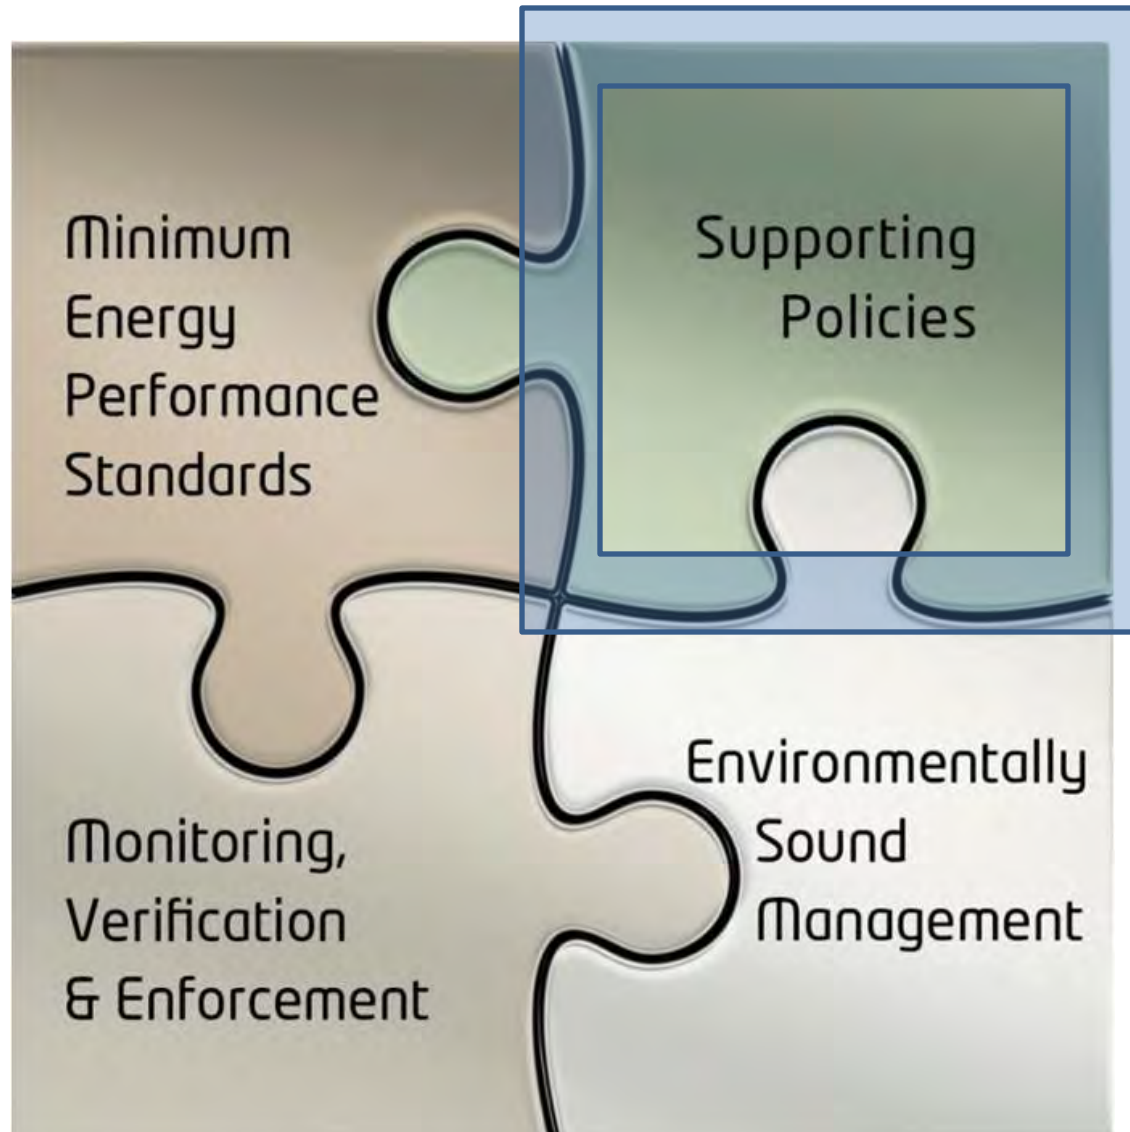 Minimum
Energy
Performance
Standards
Supporting
Policies
Monitoring,
Verification
& Enforcement
Environmentally
Sound
Management